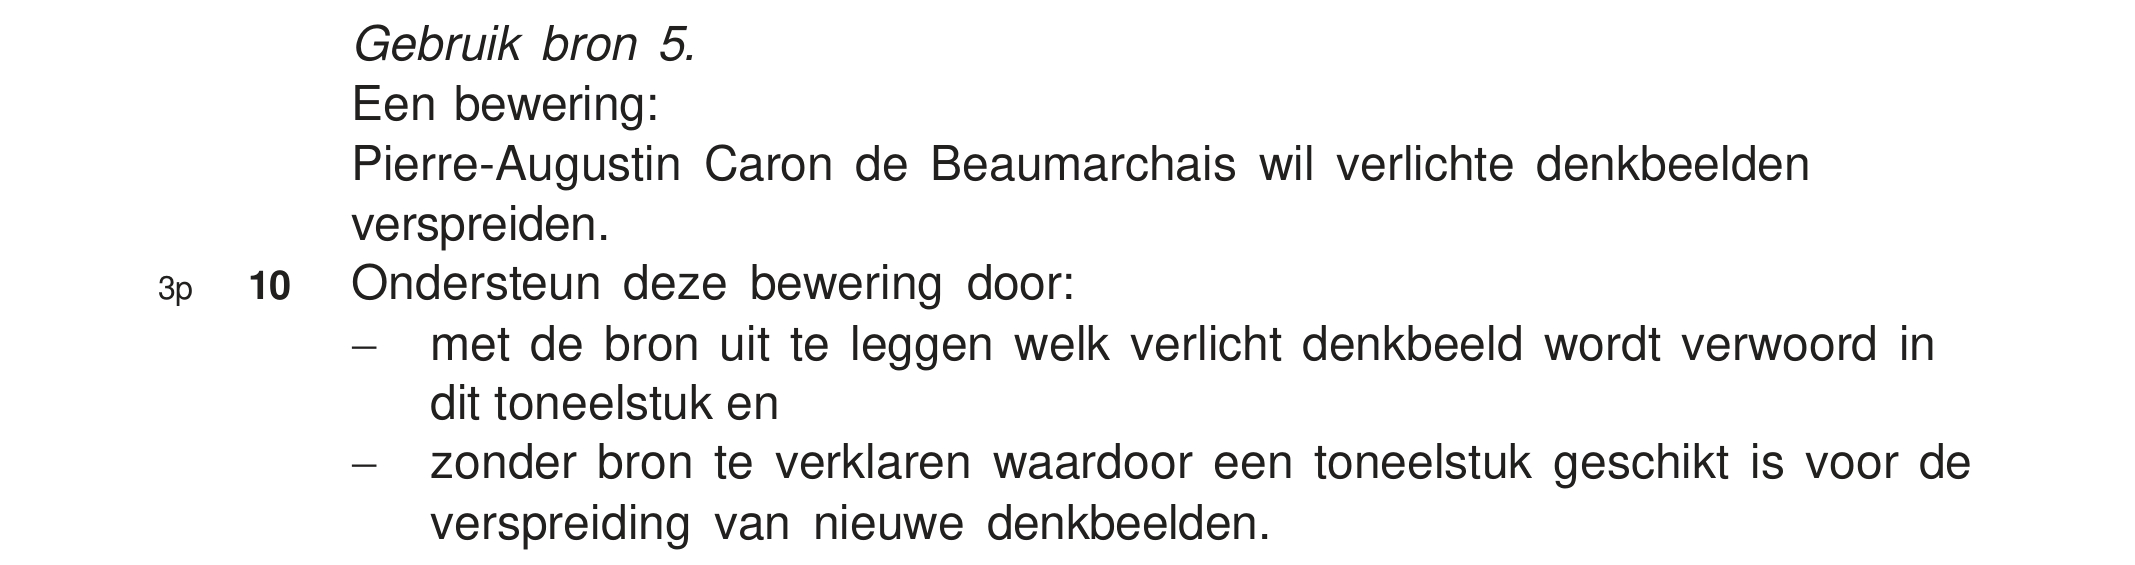 Gebruik bron 5.
Een bewering:
Pierre-Augustin Caron de Beaumarchais wil verlichte denkbeelden
verspreiden.
3p 10 Ondersteun deze bewering door:
– met de bron uit te leggen welk verlicht denkbeeld wordt verwoord in
dit toneelstuk en
– zonder bron te verklaren waardoor een toneelstuk geschikt is voor de
verspreiding van nieuwe denkbeelden.